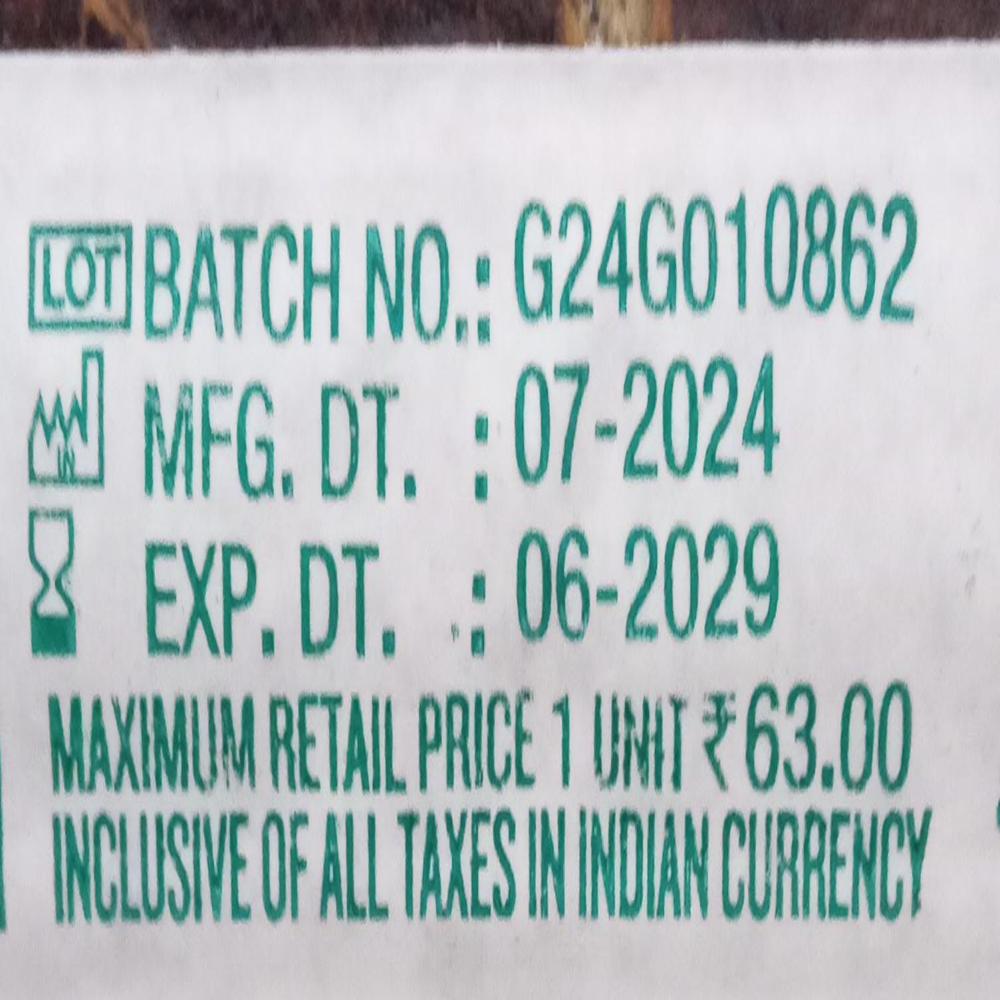 LOT BATCH NO.: G24G010862
IN MFG. DT. : 07-2024
EXP. DT. : 06-2029
MAXIMUM RETAIL PRICE 1 UNIT ₹63.00
INCLUSIVE OF ALL TAXES IN INDIAN CURRENCY